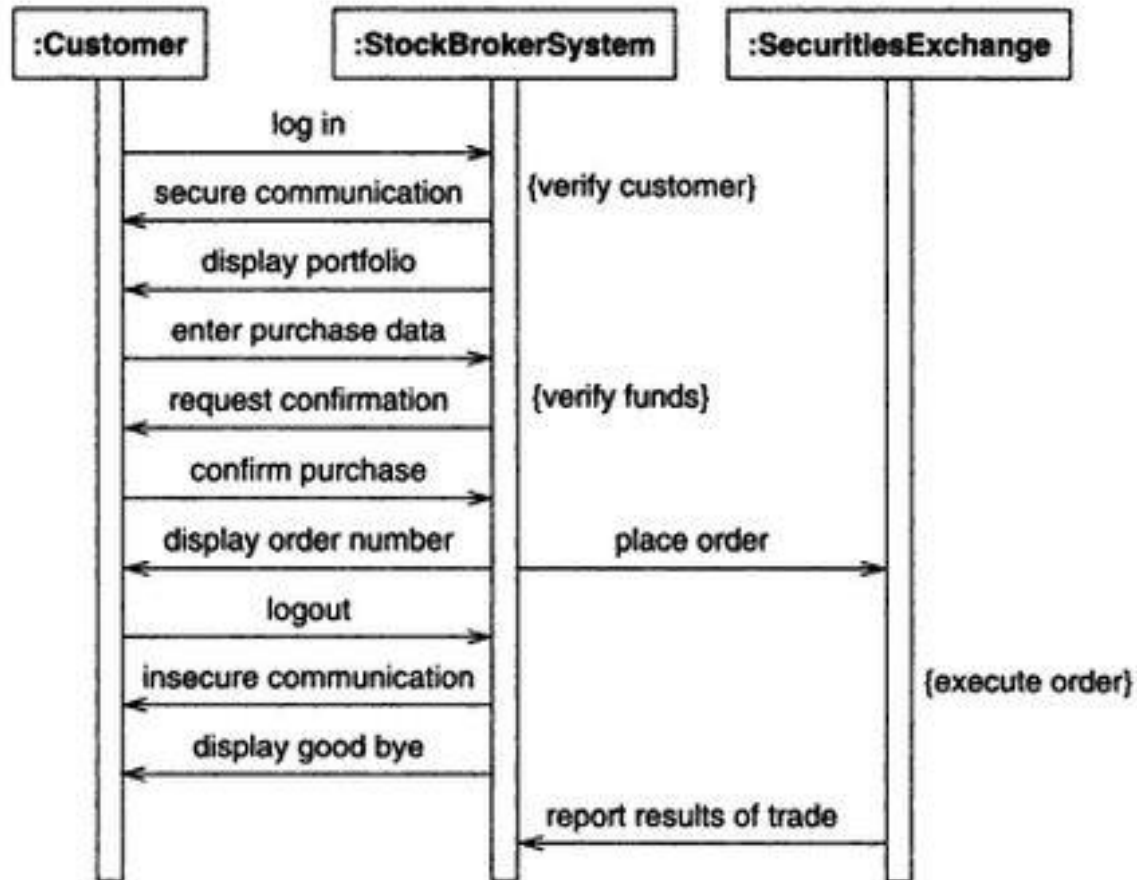 :Customer
:StockBrokerSystem
:SecuritiesExchange
log in
{verify customer}
secure communication
display portfolio
enter purchase data
{verify funds}
request confirmation
confirm purchase
display order number
place order
logout
insecure communication
{execute order}
display good bye
report results of trade